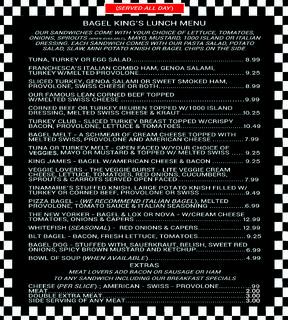 (SERVED ALL DAY)
BAGEL KING'S LUNCH MENU
OUR SANDWICHES COME WITH YOUR CHOICE OF LETTUCE, TOMATOES,
ONIONS, SPROUTS MAYO, MUSTARD, 1000 ISLAND OR ITALIAN
DRESSING. EACH SANDWICH COMES WITH OUR PASTA SALAD, POTATO
SALAD, SLAW, MINI POTATO KNISH OR BAGEL CHIPS ON THE SIDE
TUNA, TURKEY OR EGG SALAD 8.99
FRANCHESCA'S ITALIAN COMBO HAM, GENOA SALAMI,
TURKEY W/MELTED PROVOLONE 9.25
SLICED TURKEY, GENOA SALAMI OR SWEET SMOKED HAM,
PROVOLONE, SWISS CHEESE OR BOTH 8.99
OUR FAMOUS LEAN CORNED BEEF TOPPED
W/MELTED SWISS CHEESE 9.99
CORNED BEEF OR TURKEY REUBEN TOPPED W/1000 ISLAND
DRESSING, MELTED SWISS CHEESE & KRAUT 10.25
TURKEY CLUB - SLICED TURKEY BREAST TOPPED W/CRISPY
BACON, PROVOLONE, LETTUCE & TOMATOES 10.49
BAGEL MELT - A SCHMEAR OF CREAM CHEESE TOPPED WITH
MELTED PROVOLONE AND AMERICAN CHEESE 7.99
TUNA OR TURKEY MELT - OPEN FACED W/YOUR CHOICE OF
VEGGIES, MAYO OR MUSTARD & TOPPED W/ MELTED SWISS 9.25
KING JAMES - BAGEL W/AMERICAN CHEESE & BACON 9.25
VEGGIE LOVERS - THE VEGGIE BURST - LITE VEGGIE CREAM
CHEESE, LETTUCE, TOMATOES, RED ONIONS, CUCUMBERS,
SPROUTS & CARROTS SERVED OPEN FACED 7.99
TINAMARIE'S STUFFED KNISH. LARGE POTATO KNISH FILLED W/
TURKEY OR CORNED BEEF, PROVOLONE OR SWISS 9.49
PIZZA BAGEL - (WE RECOMMEND ITALIAN BAGEL), MELTED
PROVOLONE, TOMATO SAUCE & ITALIAN SEASONING 6.99
THE NEW YORKER - BAGEL & LOX OR NOVA - W/CREAM CHEESE
TOMATOES, ONIONS & CAPERS 12.99
WHITEFISH (SEASONAL) - RED ONIONS & CAPERS 12.99
BLT BAGEL - BACON, FRESH LETTUCE, TOMATOES 9.25
BAGEL DOG - STUFFED WITH, SAUERKRAUT, RELISH, SWEET RED
ONIONS, SPICY BROWN MUSTARD AND KETCHUP 6.99
BOWL OF SOUP (WHEN AVAILABLE) 4.99
EXTRAS
MEAT LOVERS ADD BACON OR SAUSAGE OR HAM
TO ANY SANDWICH INCLUDING OUR BREAKFAST SPECIALS
CHEESE (PER SLICE) ; AMERICAN - SWISS - PROVOLONE .99
MEAT 2.00
DOUBLE EXTRA MEAT 3.00
SIDE SERVING OF ANY MEAT 3.00